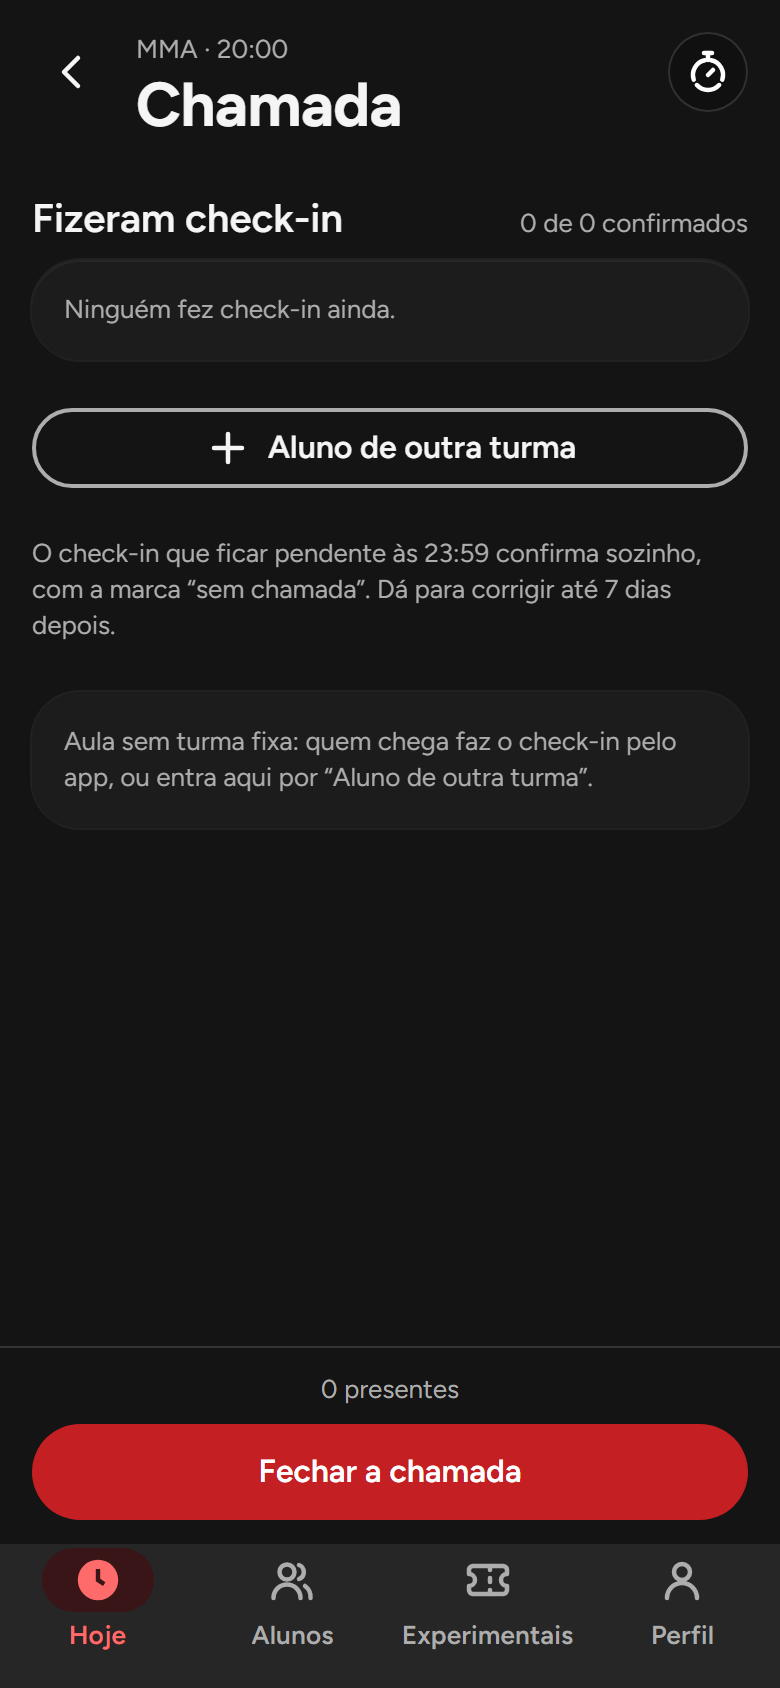 MMA · 20:00
Chamada
Fizeram check-in
0 de 0 confirmados
Ninguém fez check-in ainda.
Aluno de outra turma
O check-in que ficar pendente às 23:59 confirma sozinho,
com a marca “sem chamada”. Dá para corrigir até 7 dias
depois.
Aula sem turma fixa: quem chega faz o check-in pelo
app, ou entra aqui por “Aluno de outra turma”.
0 presentes
Fechar a chamada
Hoje
Alunos
Experimentais
Perfil